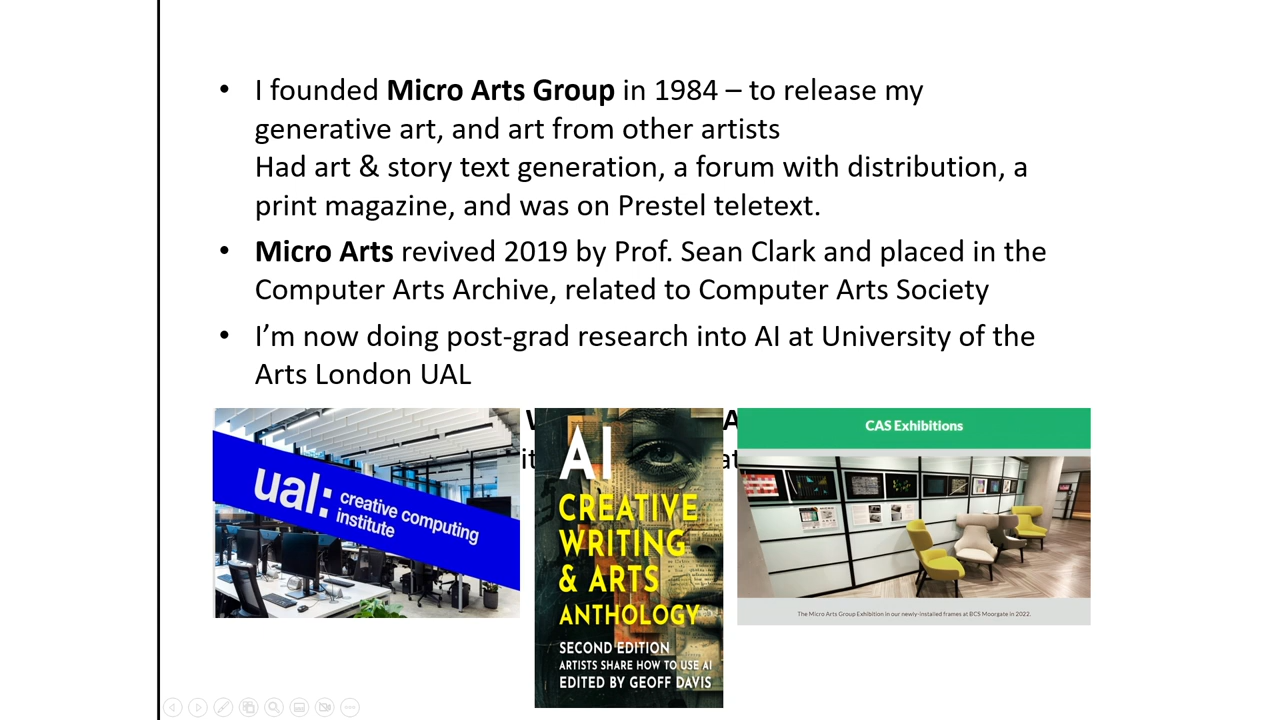 • I founded Micro Arts Group in 1984 – to release my
generative art, and art from other artists
Had art & story text generation, a forum with distribution, a
print magazine, and was on Prestel teletext.
• Micro Arts revived 2019 by Prof. Sean Clark and placed in the
Computer Arts Archive, related to Computer Arts Society
• I’m now doing post-grad research into AI at University of the
Arts London UAL
ual: creative computing
institute
AI
CREATIVE
WRITING
& ARTS
ANTHOLOGY
SECOND EDITION
ARTISTS SHARE HOW TO USE AI
EDITED BY GEOFF DAVIS
CAS Exhibitions
The Micro Arts Group Exhibition in our newly-installed frames at BCS Moorgate in 2022.